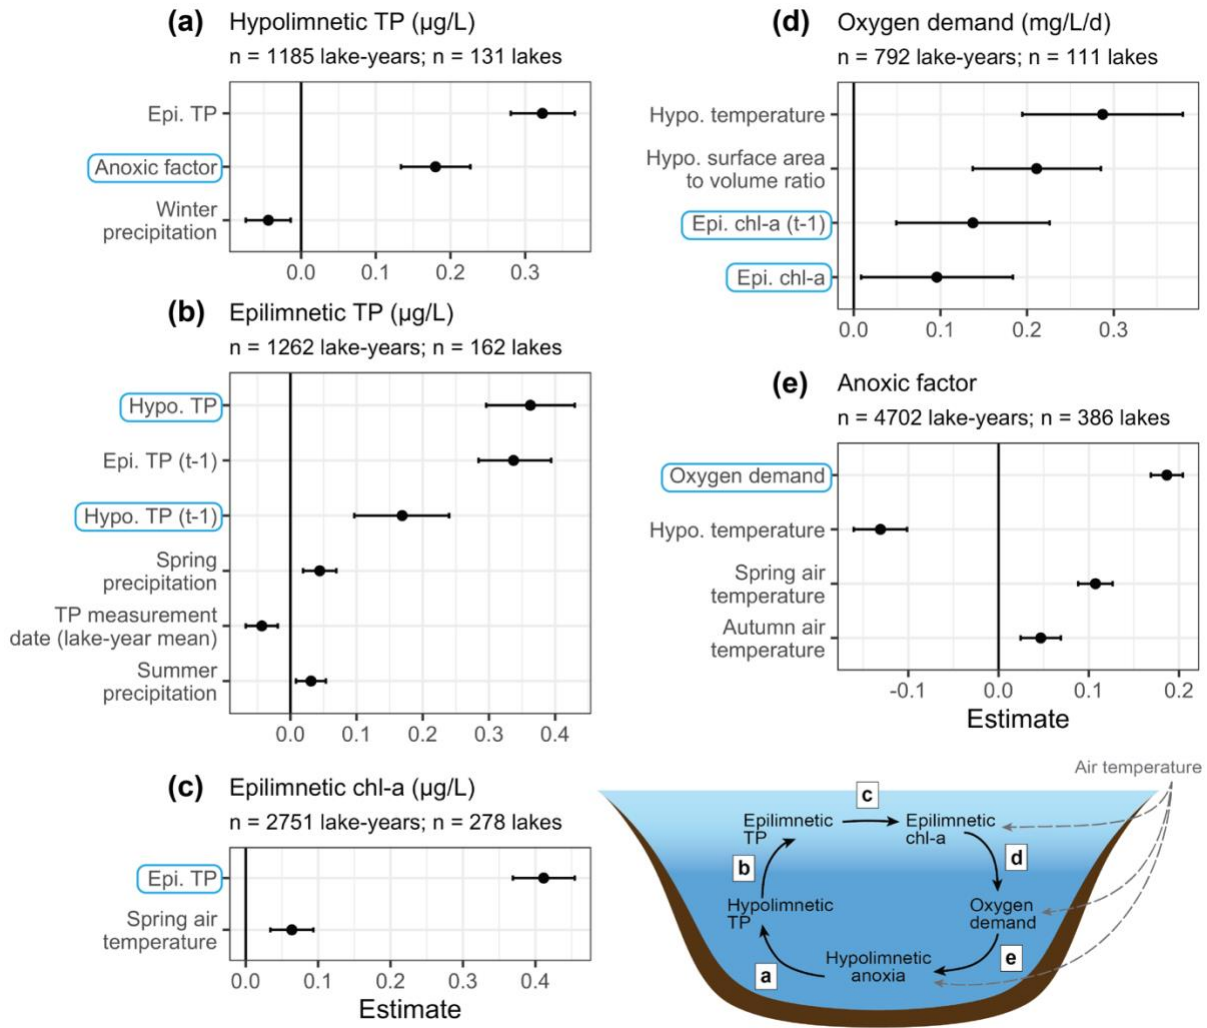 (a) Hypolimnetic TP (µg/L)
n = 1185 lake-years; n = 131 lakes
Epi. TP
Anoxic factor
Winter
precipitation
0.0 0.1 0.2 0.3
(b) Epilimnetic TP (µg/L)
n = 1262 lake-years; n = 162 lakes
Hypo. TP
Epi. TP (t-1)
Hypo. TP (t-1)
Spring
precipitation
TP measurement
date (lake-year mean)
Summer
precipitation
0.0 0.1 0.2 0.3 0.4
(c) Epilimnetic chl-a (µg/L)
n = 2751 lake-years; n = 278 lakes
Epi. TP
Spring air
temperature
0.0 0.1 0.2 0.3 0.4
Estimate
(d) Oxygen demand (mg/L/d)
n = 792 lake-years; n = 111 lakes
Hypo. temperature
Hypo. surface area
to volume ratio
Epi. chl-a (t-1)
Epi. chl-a
0.0 0.1 0.2 0.3
(e) Anoxic factor
n = 4702 lake-years; n = 386 lakes
Oxygen demand
Hypo. temperature
Spring air
temperature
Autumn air
temperature
-0.1 0.0 0.1 0.2
Estimate
Air temperature
c
Epilimnetic
TP
Epilimnetic
chl-a
b
d
Hypolimnetic
TP
Oxygen
demand
Hypolimnetic
anoxia
a
e